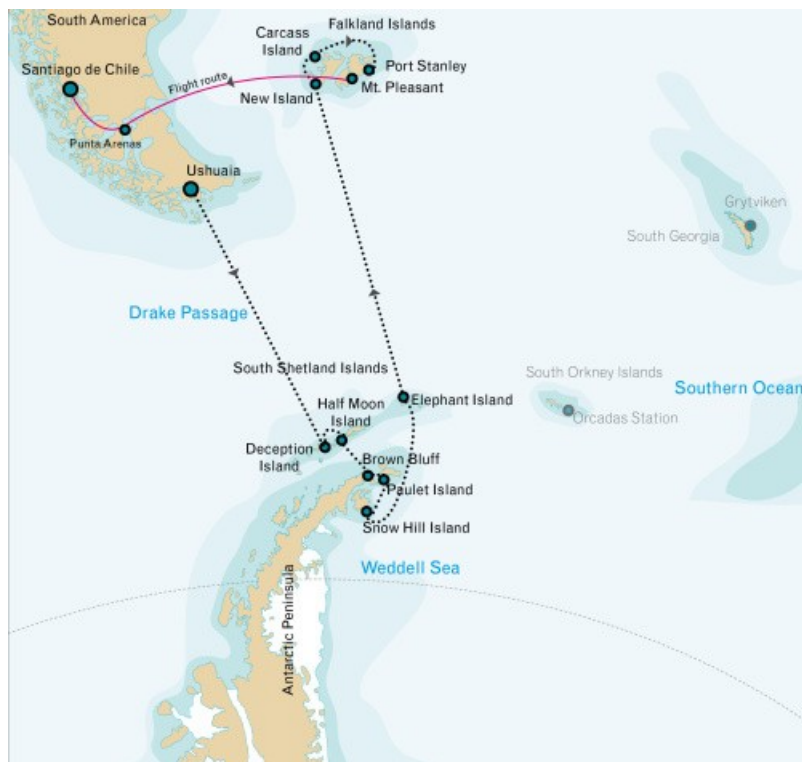 South America
Carcass
Island
Falkland Islands
Santiago de Chile
Flight route
Port Stanley
Mt. Pleasant
New Island
Punta Arenas
Ushuaia
Grytviken
South Georgia
Drake Passage
South Shetland Islands
South Orkney Islands
Southern Ocean
Half Moon
Island
Elephant Island
Orcadas Station
Deception
Island
Brown Bluff
Paulet Island
Snow Hill Island
Weddell Sea
Antarctic Peninsula